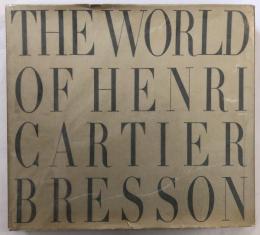 THE WORLD
OF HENRI
CARTIER
BRESSON